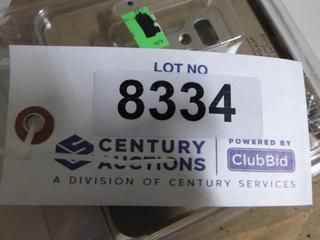 LOT NO
8334
CENTURY
AUCTIONS
POWERED BY
ClubBid
A DIVISION OF CENTURY SERVICES